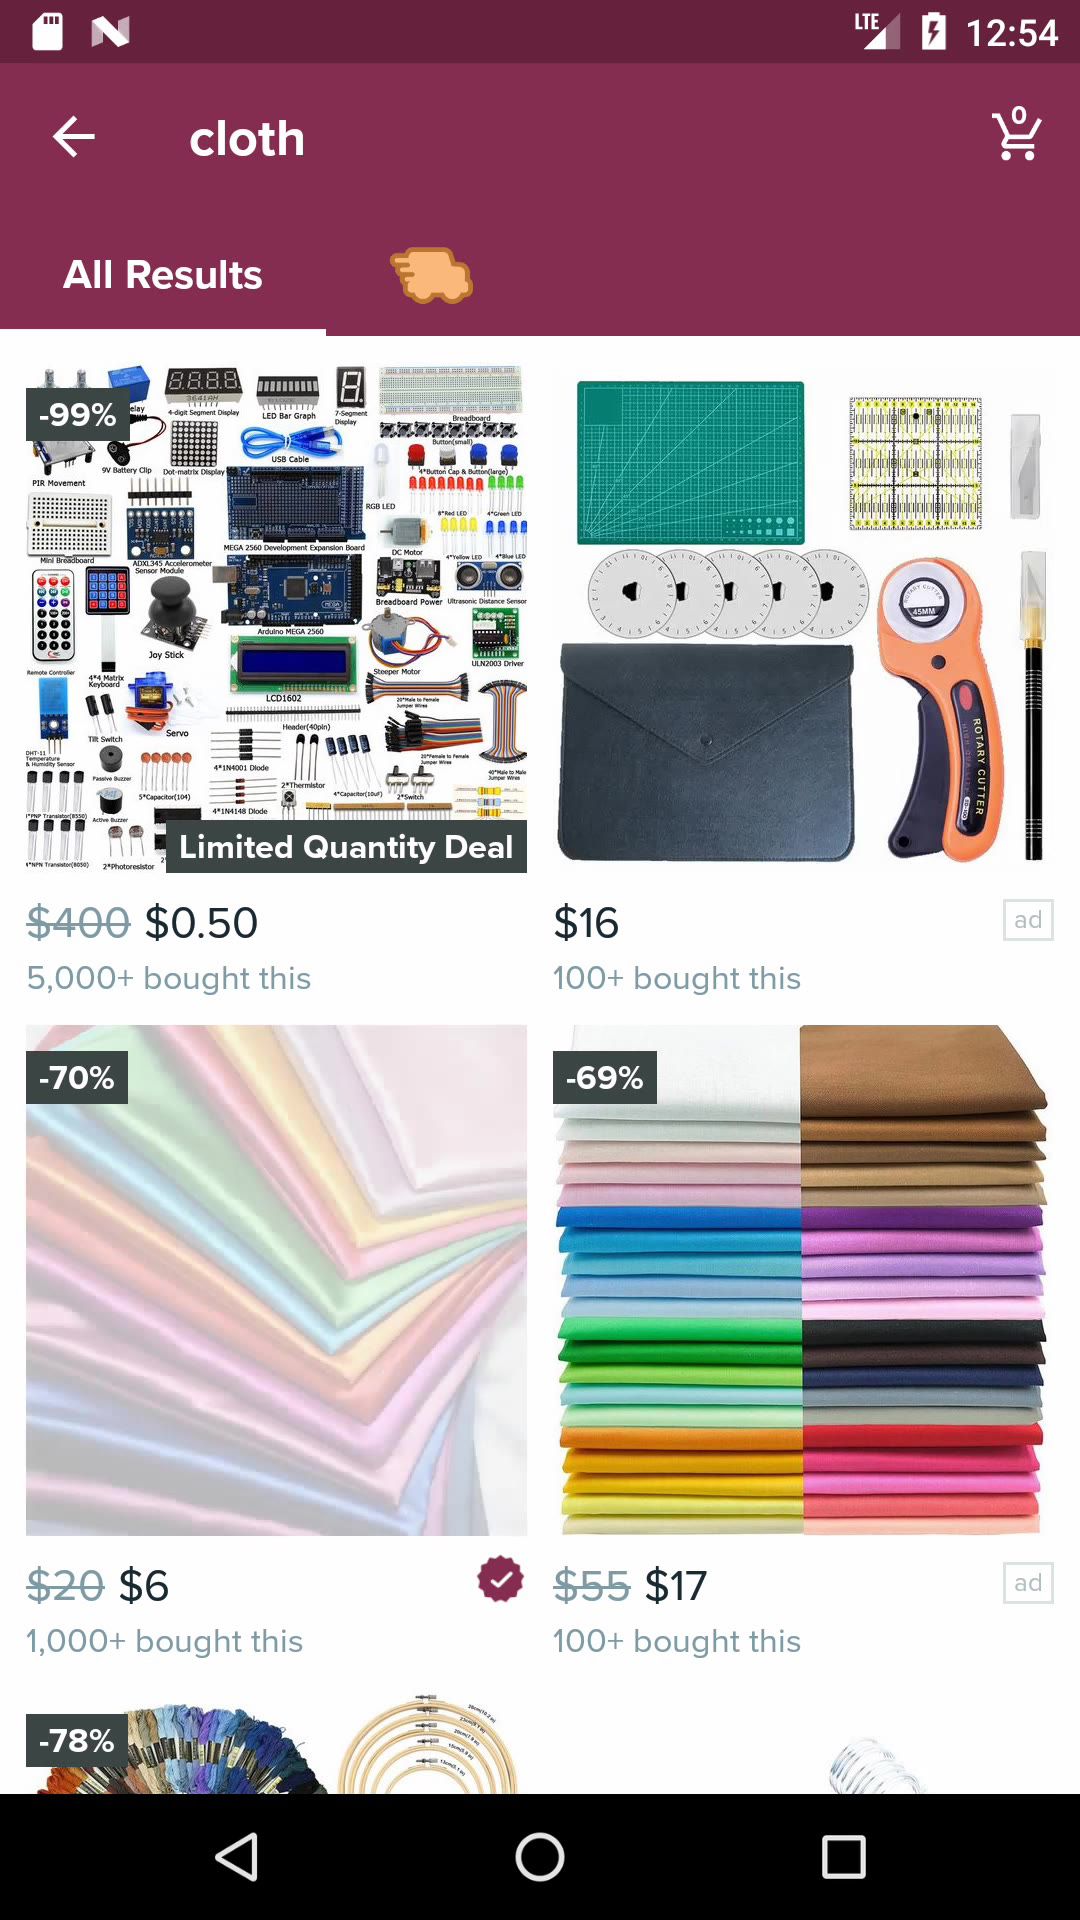 LTE
12:54
cloth
0
All Results
-99%
4-digit Segment Display
LED Bar Graph
7-Segment
Display
Breadboard
Button(small)
9V Battery Clip
Dot-matrix Display
USB Cable
4*Button Cap & Button(large)
PIR Movement
RGB LED
8*Red LED
4*Green LED
MEGA 2560 Development Expansion Board
DC Motor
4*Yellow LED
4*Blue LED
Mini Breadboard
ADXL345 Accelerometer
Sensor Module
Breadboard Power
Ultrasonic Distance Sensor
Arduino MEGA 2560
Joy Stick
Remote Controller
4*4 Matrix
Keyboard
LCD1602
Steeper Motor
ULN2003 Driver
20*Male to Female
Jumper Wires
Tilt Switch
Servo
Header(40pin)
DHT-11
Temperature
& Humidity Sensor
Passive Buzzer
5*Capacitor(104)
4*1N4001 Diode
2*Thermistor
4*Capacitor(10uF)
20*Female to Female
Jumper Wires
2*Switch
40*Male to Male
Jumper Wires
Active Buzzer
4*1N4148 Diode
2*Photoresistor
Limited Quantity Deal
ROTARY CUTTER
45MM
ROTARY CUTTER
$400 $0.50
$16
ad
5,000+ bought this
100+ bought this
-70%
-69%
$20 $6
$55 $17
ad
1,000+ bought this
100+ bought this
-78%